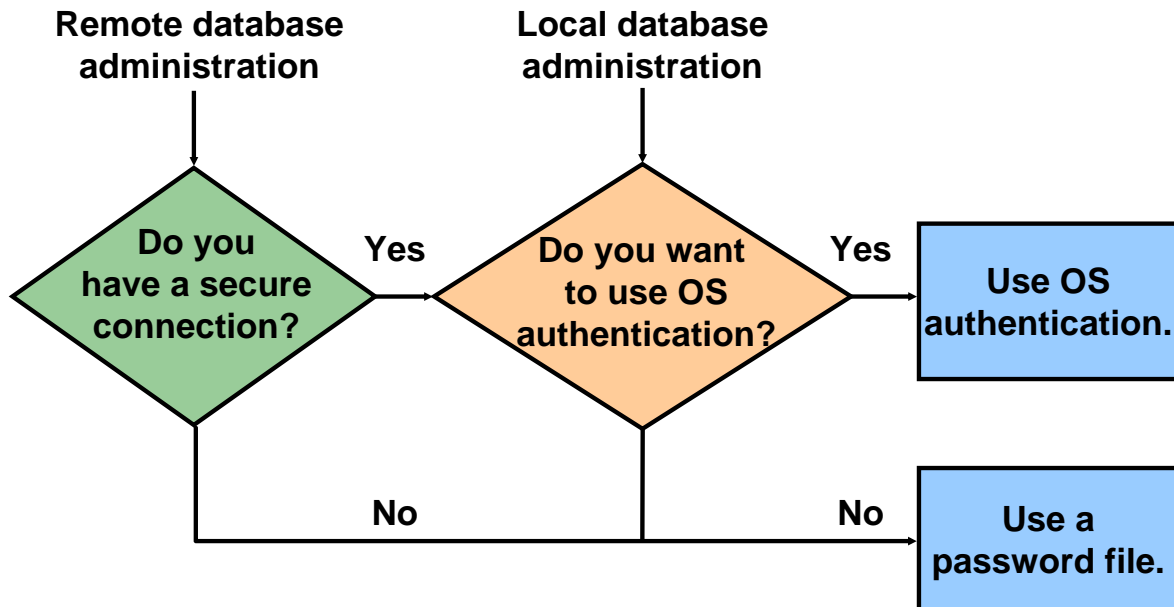 Remote database
administration
Local database
administration
Do you
have a secure
connection?
Yes
Do you want
to use OS
authentication?
Yes
Use OS
authentication.
No
No
Use a
password file.